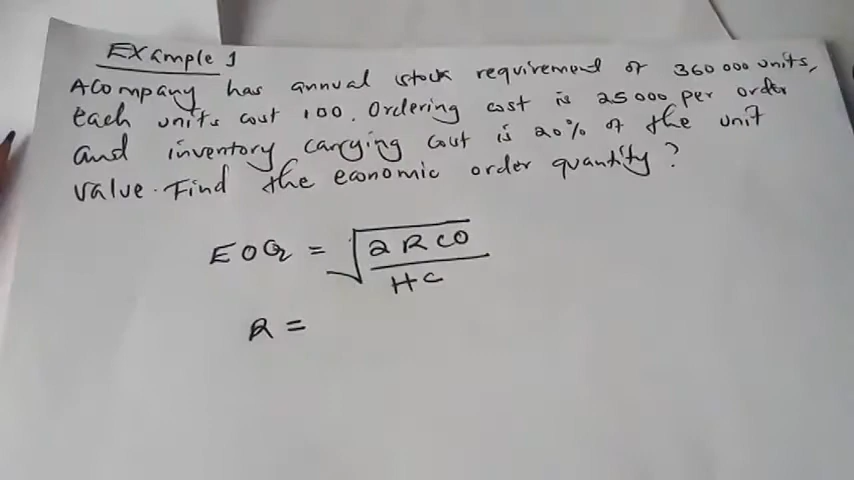 Example 1
A Company has annual stock requirement of 360 000 units,
Each units cost 100. Ordering cost is 25000 per order
and inventory carrying cost is 20% of the unit
value. Find the economic order quantity?
EOQ = √2RCO
HC
R =